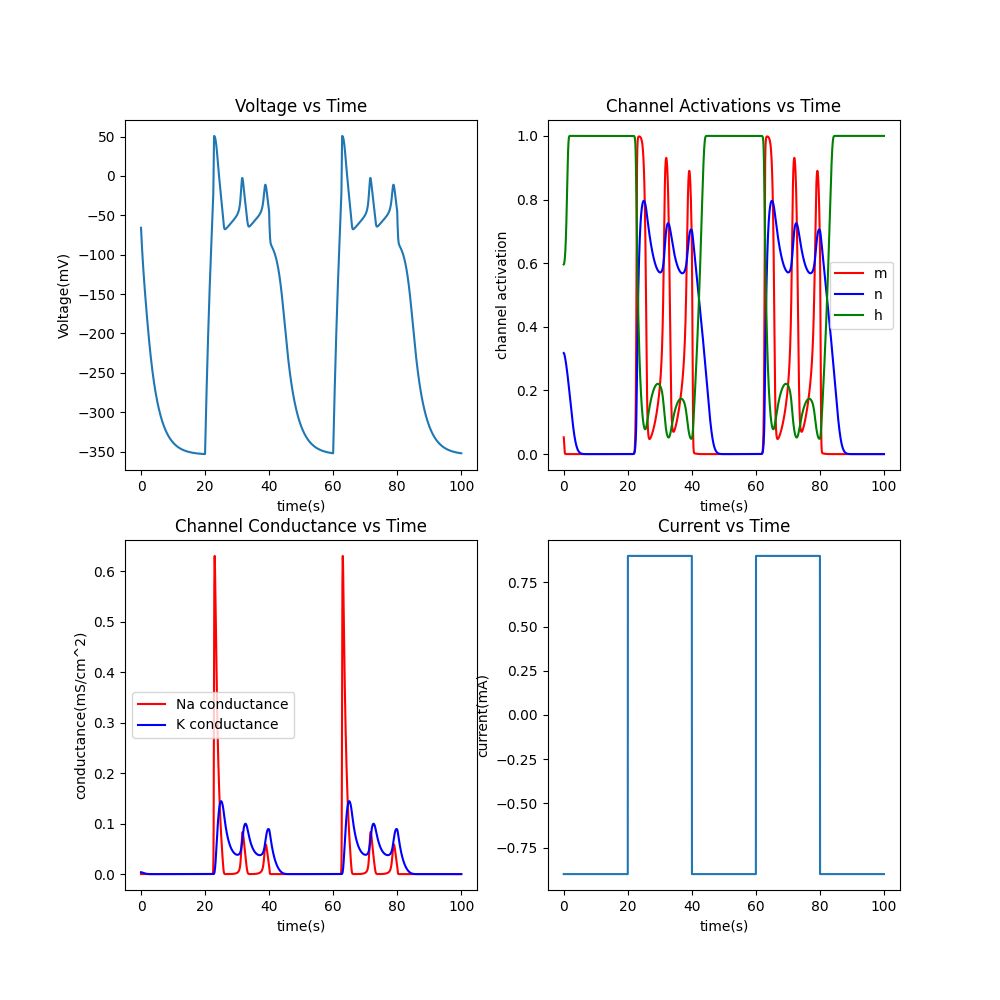 Voltage vs Time
Voltage(mV)
50
0
−50
−100
−150
−200
−250
−300
−350
0 20 40 60 80 100
time(s)
Channel Activations vs Time
channel activation
1.0
0.8
0.6
0.4
0.2
0.0
m
n
h
0 20 40 60 80 100
time(s)
Channel Conductance vs Time
conductance(mS/cm^2)
0.6
0.5
0.4
0.3
0.2
0.1
0.0
Na conductance
K conductance
0 20 40 60 80 100
time(s)
Current vs Time
current(mA)
0.75
0.50
0.25
0.00
−0.25
−0.50
−0.75
0 20 40 60 80 100
time(s)